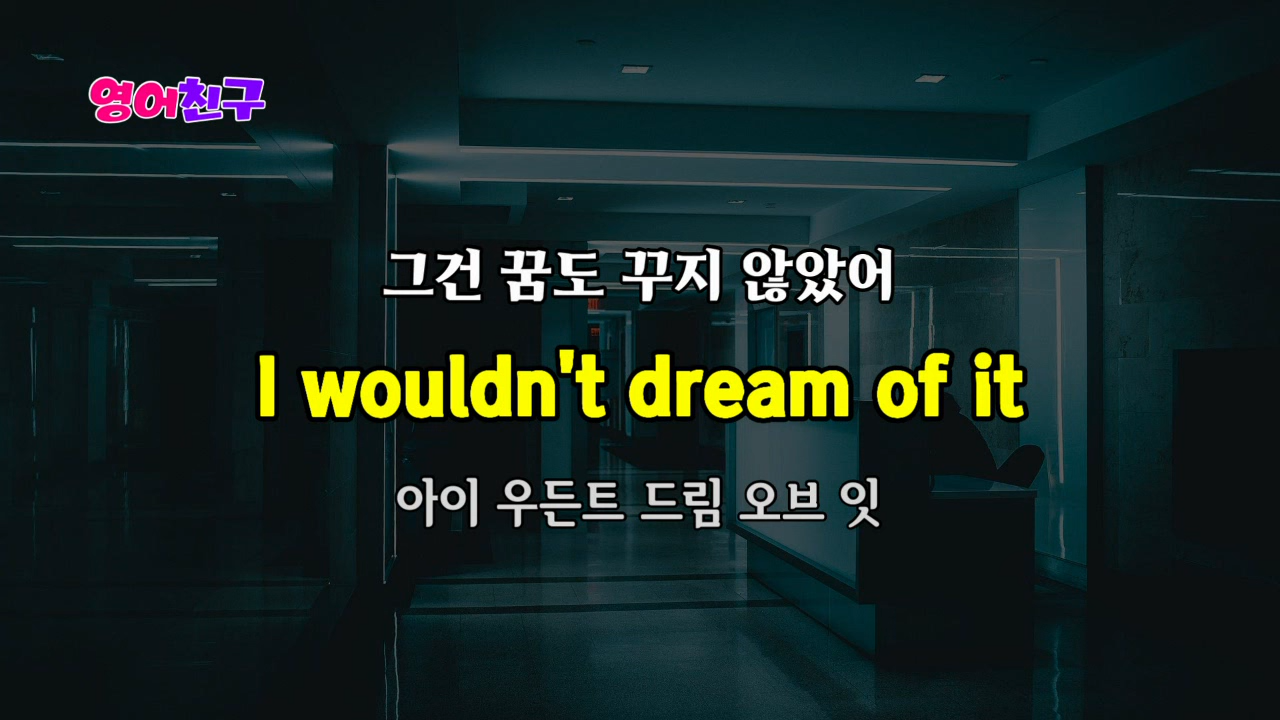 영어친구
그건 꿈도 꾸지 않았어
I wouldn't dream of it
아이 우든트 드림 오브 잇